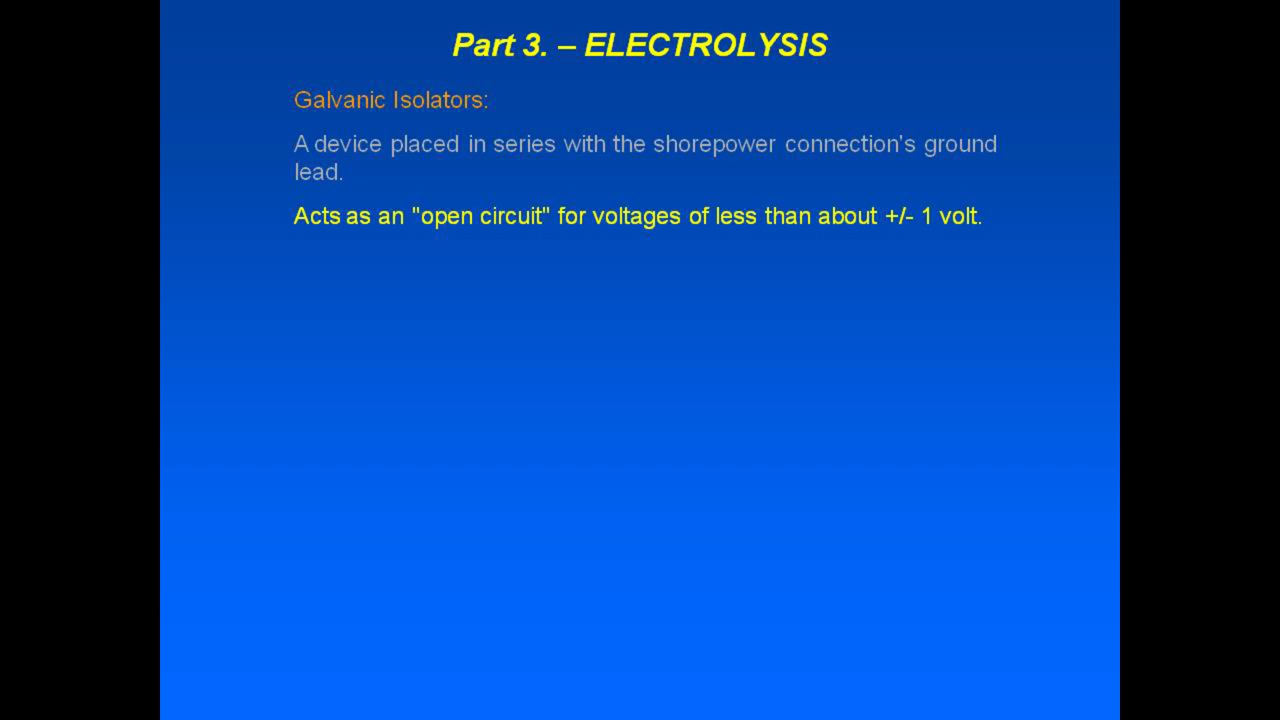 Part 3. – ELECTROLYSIS
Galvanic Isolators:
A device placed in series with the shorepower connection's ground
lead.
Acts as an "open circuit" for voltages of less than about +/- 1 volt.